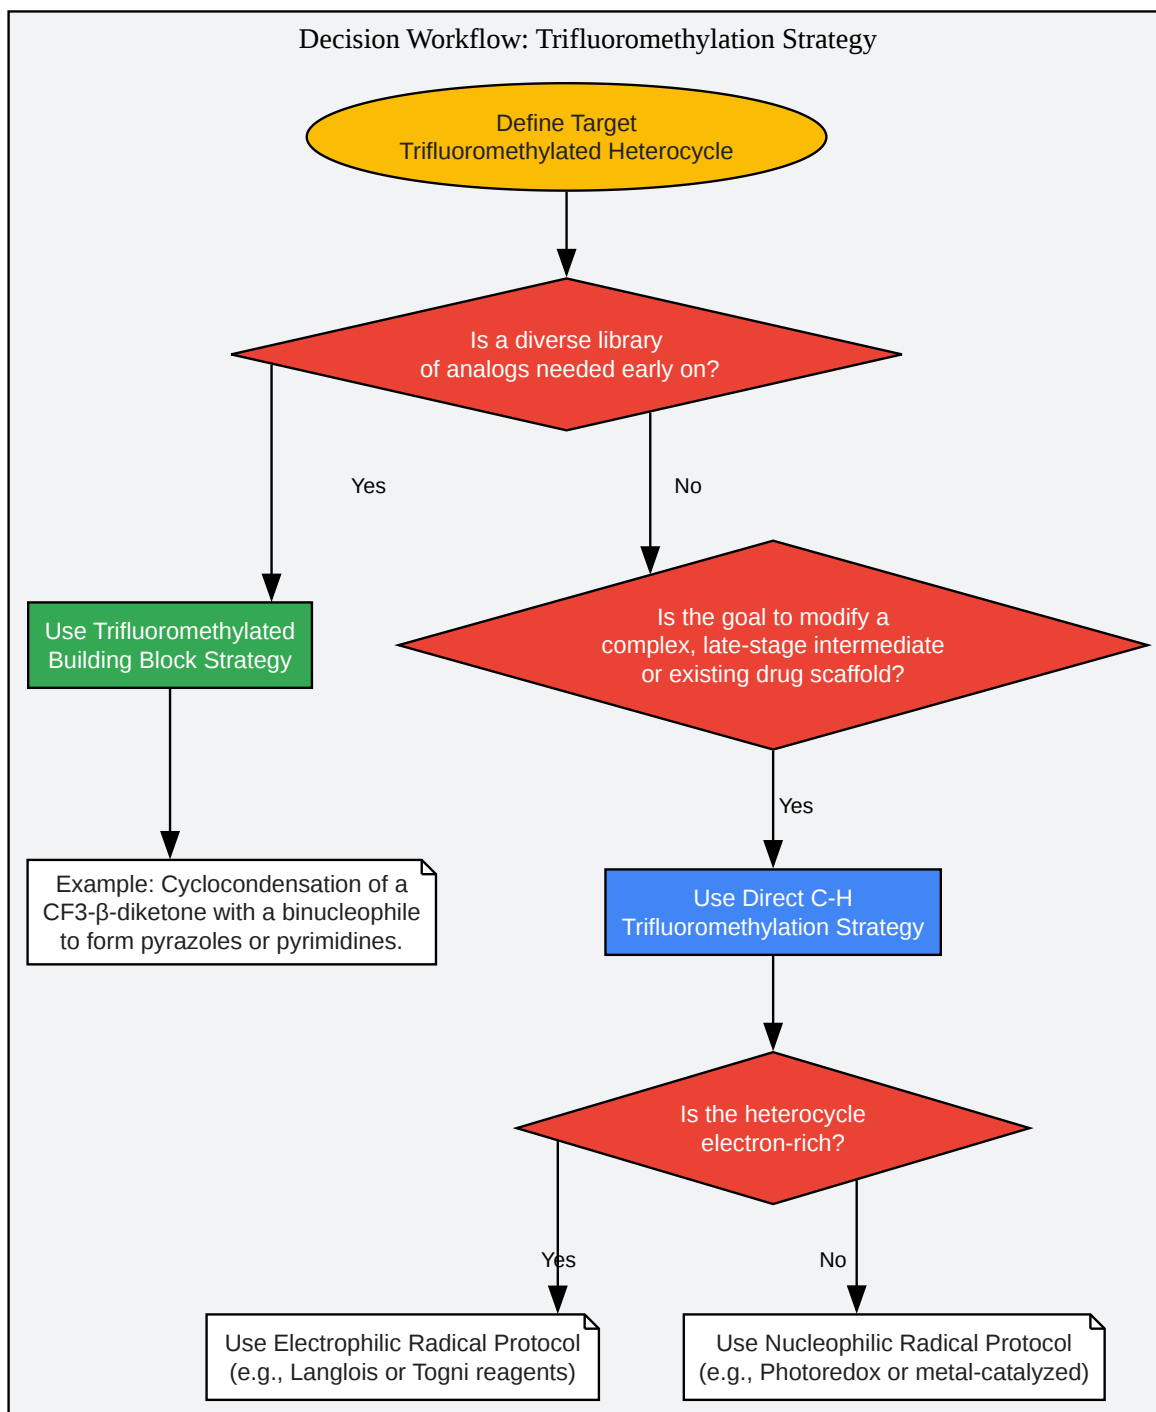 Decision Workflow: Trifluoromethylation Strategy
Define Target
Trifluoromethylated Heterocycle
Is a diverse library
of analogs needed early on?
Yes
No
Use Trifluoromethylated
Building Block Strategy
Is the goal to modify a
complex, late-stage intermediate
or existing drug scaffold?
Yes
Example: Cyclocondensation of a
CF3-β-diketone with a binucleophile
to form pyrazoles or pyrimidines.
Use Direct C-H
Trifluoromethylation Strategy
Is the heterocycle
electron-rich?
Yes
No
Use Electrophilic Radical Protocol
(e.g., Langlois or Togni reagents)
Use Nucleophilic Radical Protocol
(e.g., Photoredox or metal-catalyzed)